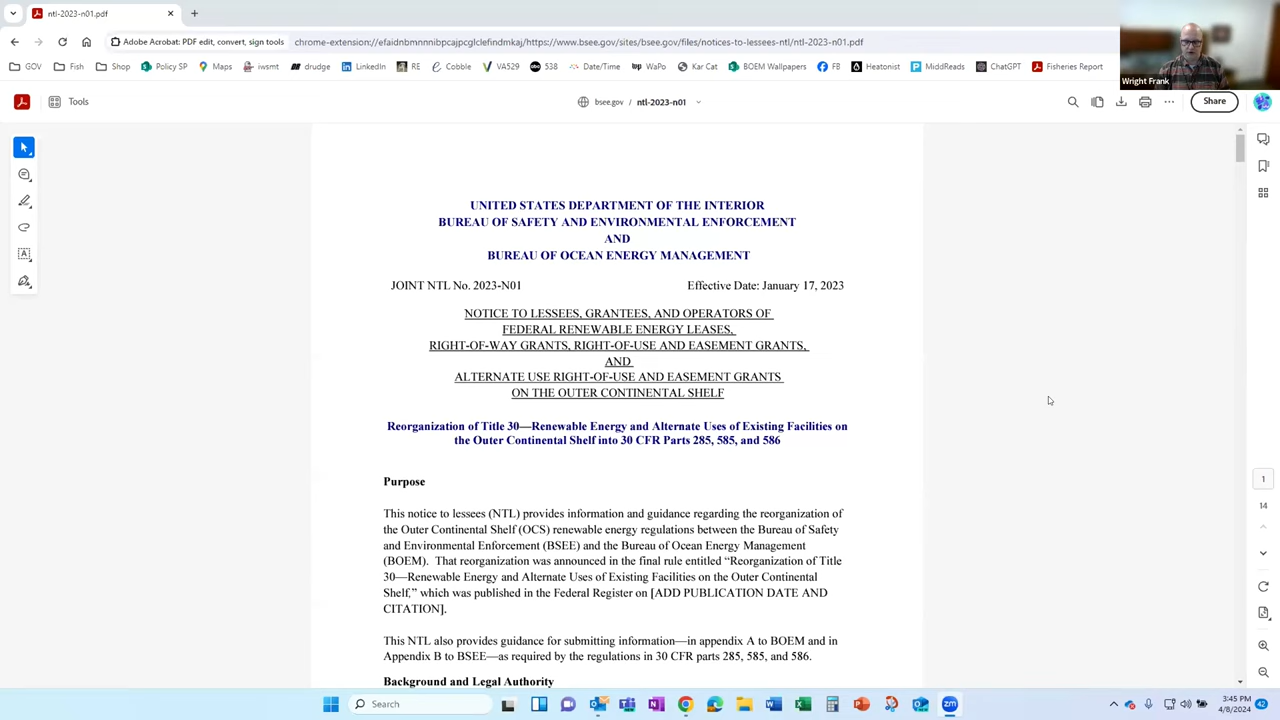 ntl-2023-n01.pdf
Adobe Acrobat: PDF edit, convert, sign tools
chrome-extension://efaidnbmnnnibpcajpcglclefindmkaj/https://www.bsee.gov/sites/bsee.gov/files/notices-to-lessees-ntl/ntl-2023-n01.pdf
GOV Fish Shop Policy SP Maps iwsmt drudge LinkedIn RE Cobble VA529 538 Date/Time WaPo Kar Cat BOEM Wallpapers FB Heatonist MiddReads ChatGPT Fisheries Report
Wright Frank
Tools
bsee.gov / ntl-2023-n01
Share
UNITED STATES DEPARTMENT OF THE INTERIOR
BUREAU OF SAFETY AND ENVIRONMENTAL ENFORCEMENT
AND
BUREAU OF OCEAN ENERGY MANAGEMENT
JOINT NTL No. 2023-N01 Effective Date: January 17, 2023
NOTICE TO LESSEES, GRANTEES, AND OPERATORS OF
FEDERAL RENEWABLE ENERGY LEASES,
RIGHT-OF-WAY GRANTS, RIGHT-OF-USE AND EASEMENT GRANTS,
AND
ALTERNATE USE RIGHT-OF-USE AND EASEMENT GRANTS
ON THE OUTER CONTINENTAL SHELF
Reorganization of Title 30—Renewable Energy and Alternate Uses of Existing Facilities on
the Outer Continental Shelf into 30 CFR Parts 285, 585, and 586
Purpose
This notice to lessees (NTL) provides information and guidance regarding the reorganization of
the Outer Continental Shelf (OCS) renewable energy regulations between the Bureau of Safety
and Environmental Enforcement (BSEE) and the Bureau of Ocean Energy Management
(BOEM). That reorganization was announced in the final rule entitled “Reorganization of Title
30—Renewable Energy and Alternate Uses of Existing Facilities on the Outer Continental
Shelf,” which was published in the Federal Register on [ADD PUBLICATION DATE AND
CITATION].
This NTL also provides guidance for submitting information—in appendix A to BOEM and in
Appendix B to BSEE—as required by the regulations in 30 CFR parts 285, 585, and 586.
Background and Legal Authority
1
14
Search
zm
3:45 PM
4/8/2024
42